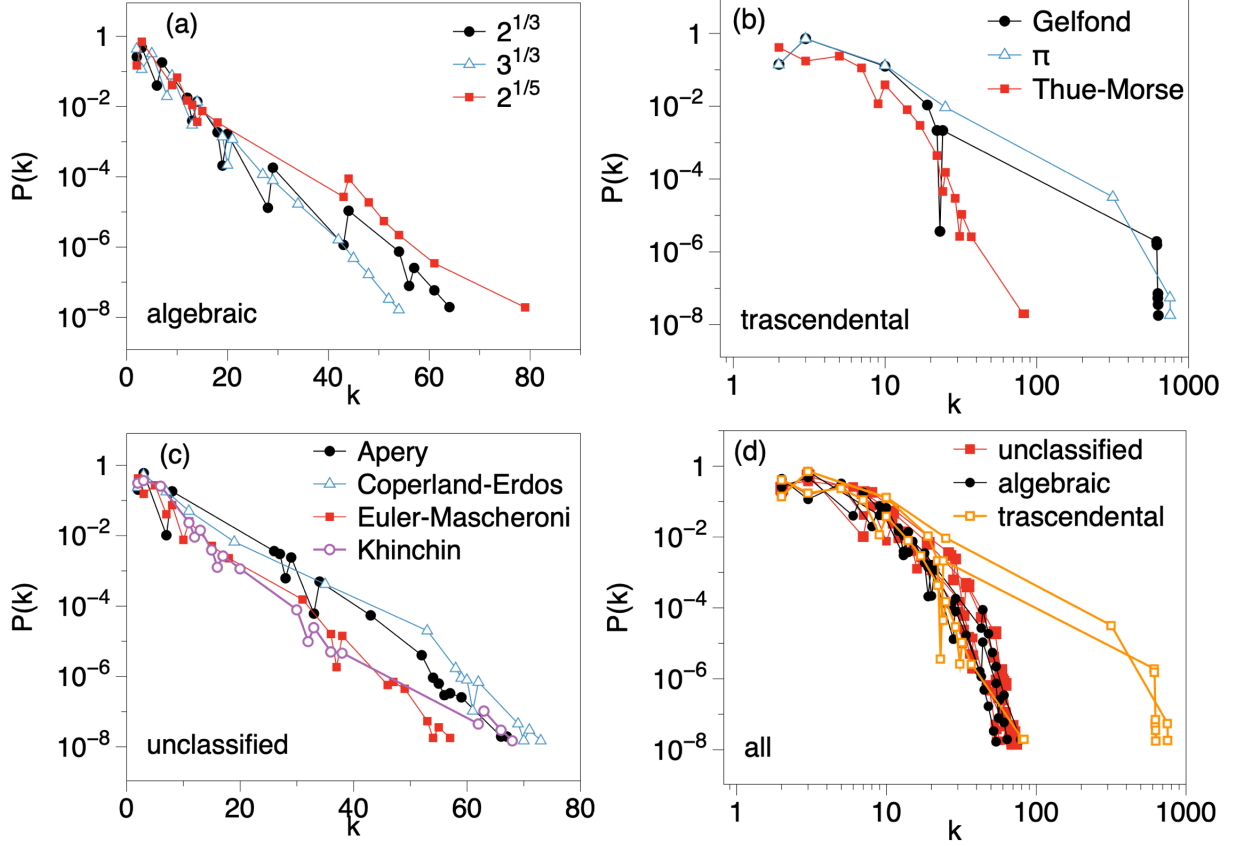 (a)
2^{1/3}
3^{1/3}
2^{1/5}
1
10^{-2}
10^{-4}
10^{-6}
10^{-8}
P(k)
algebraic
0
20
40
60
80
k
(b)
Gelfond
π
Thue-Morse
1
10^{-2}
10^{-4}
10^{-6}
10^{-8}
P(k)
trascendental
1
10
100
1000
k
(c)
Apery
Coperland-Erdos
Euler-Mascheroni
Khinchin
1
10^{-2}
10^{-4}
10^{-6}
10^{-8}
P(k)
unclassified
0
20
40
60
80
k
(d)
unclassified
algebraic
trascendental
1
10^{-2}
10^{-4}
10^{-6}
10^{-8}
P(k)
all
1
10
100
1000
k